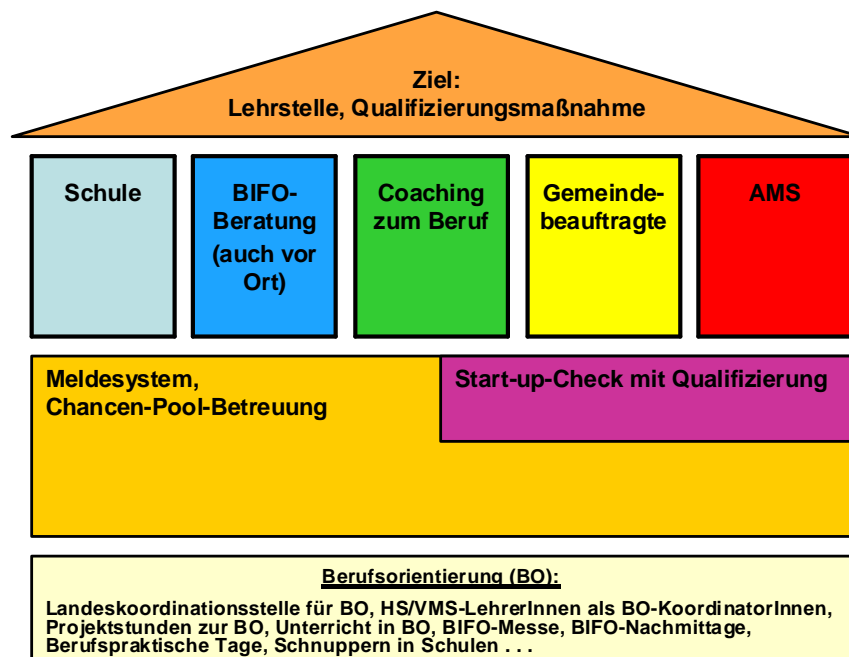 Ziel:
Lehrstelle, Qualifizierungsmaßnahme
Schule
BIFO-
Beratung
(auch vor
Ort)
Coaching
zum Beruf
Gemeinde-
beauftragte
AMS
Meldesystem,
Chancen-Pool-Betreuung
Start-up-Check mit Qualifizierung
Berufsorientierung (BO):
Landeskoordinationsstelle für BO, HS/VMS-LehrerInnen als BO-KoordinatorInnen,
Projektstunden zur BO, Unterricht in BO, BIFO-Messe, BIFO-Nachmittage,
Berufspraktische Tage, Schnuppern in Schulen . . .